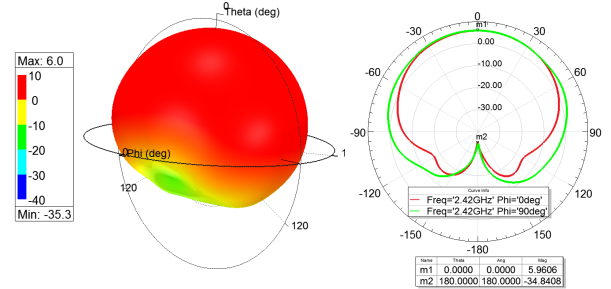 0
Theta (deg)
Max: 6.0
10
0
-10
-20
-30
-40
Min: -35.3
0Phi (deg)
1
120
120
0
m1
-30
30
0.00
-10.00
-60
60
-20.00
-30.00
-90
90
m2
-120
120
Curve Info
Freq='2.42GHz' Phi='0deg'
Freq='2.42GHz' Phi='90deg'
-150
150
-180
Name Theta Ang Mag
m1 0.0000 0.0000 5.9606
m2 180.0000 180.0000 -34.8408